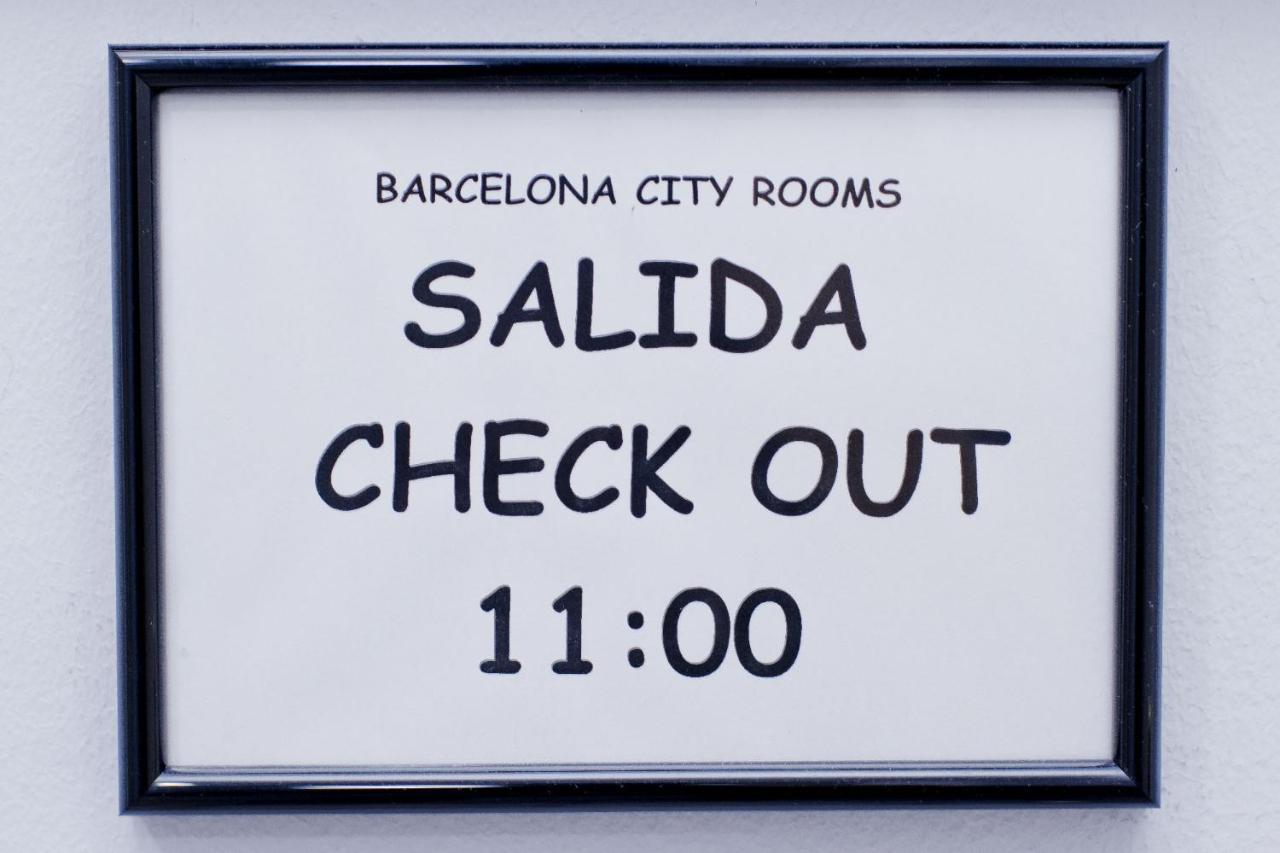 BARCELONA CITY ROOMS
SALIDA
CHECK OUT
11:00